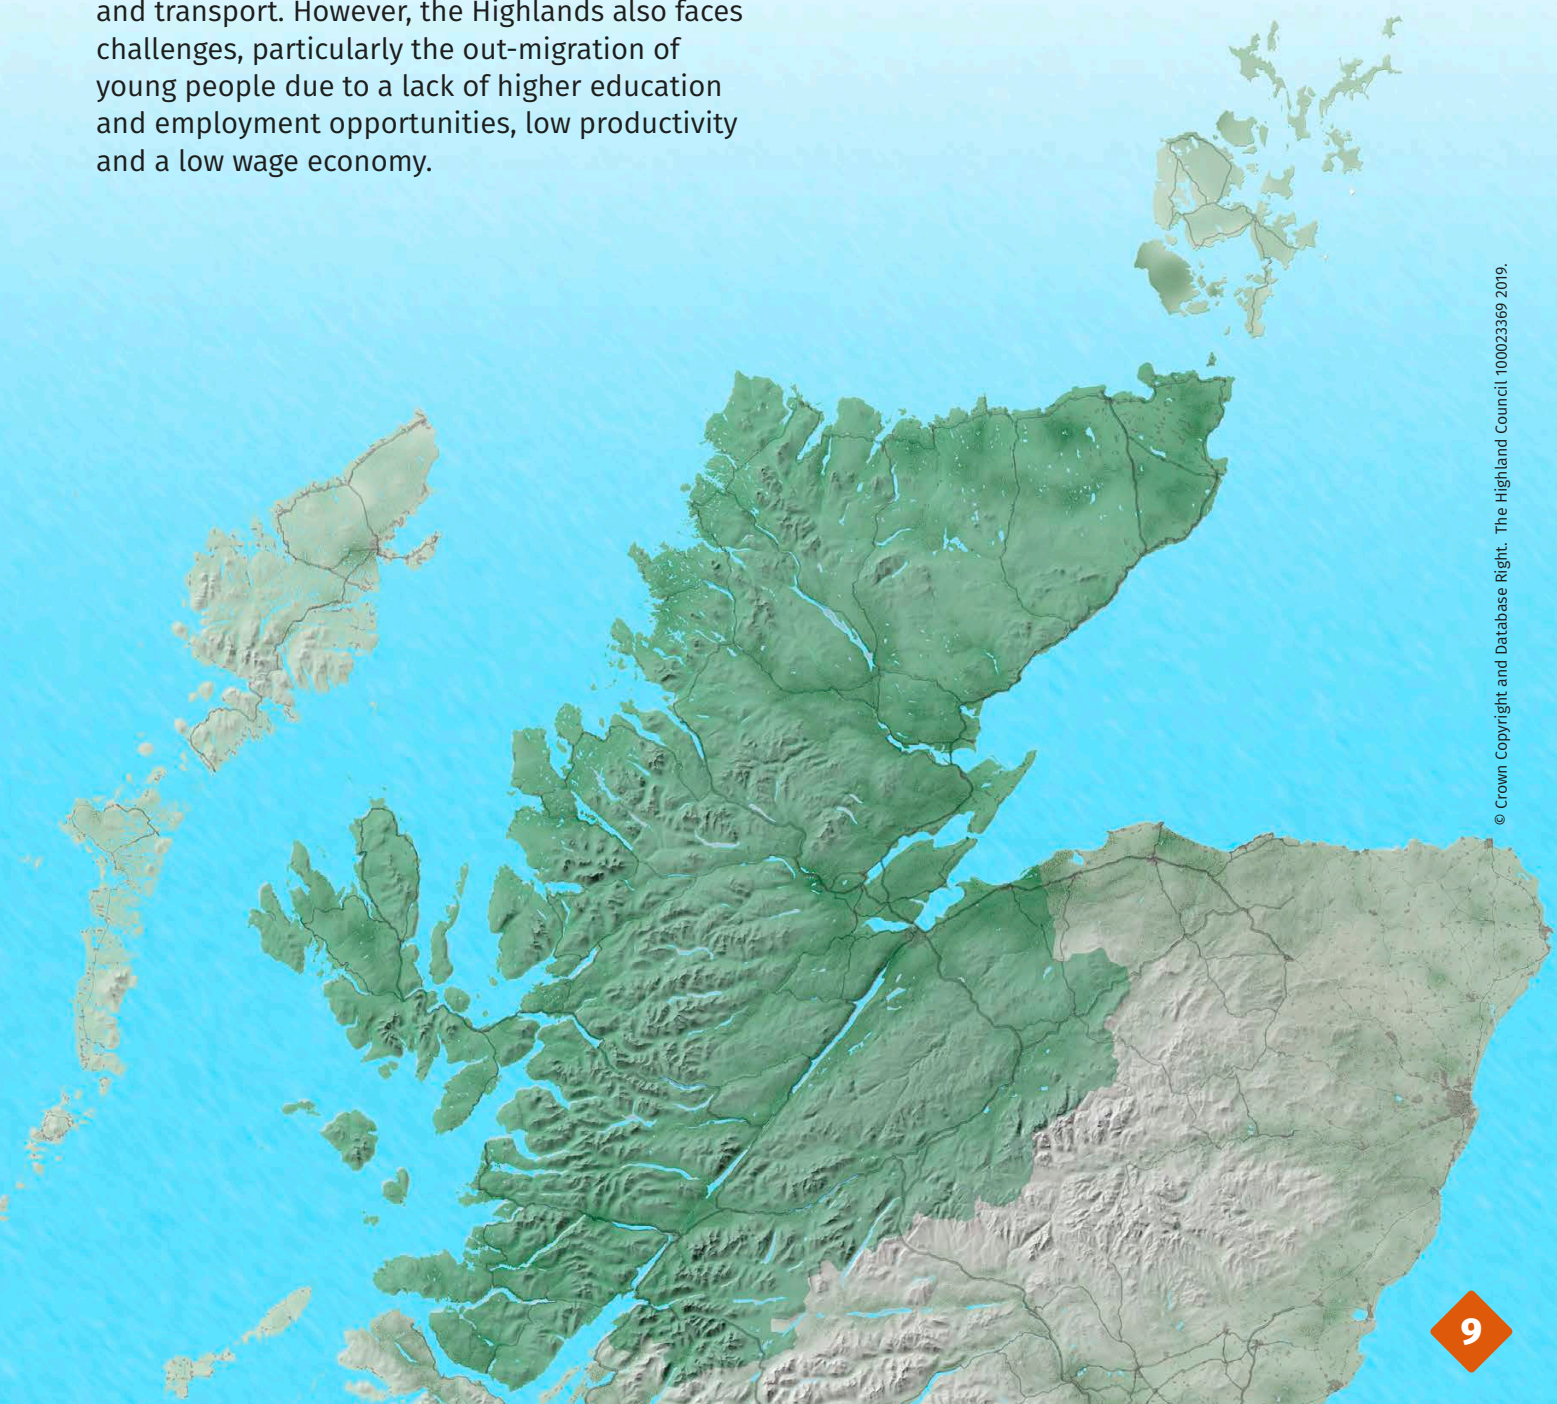 and transport. However, the Highlands also faces
challenges, particularly the out-migration of
young people due to a lack of higher education
and employment opportunities, low productivity
and a low wage economy.
© Crown Copyright and Database Right. The Highland Council 100023369 2019.
9